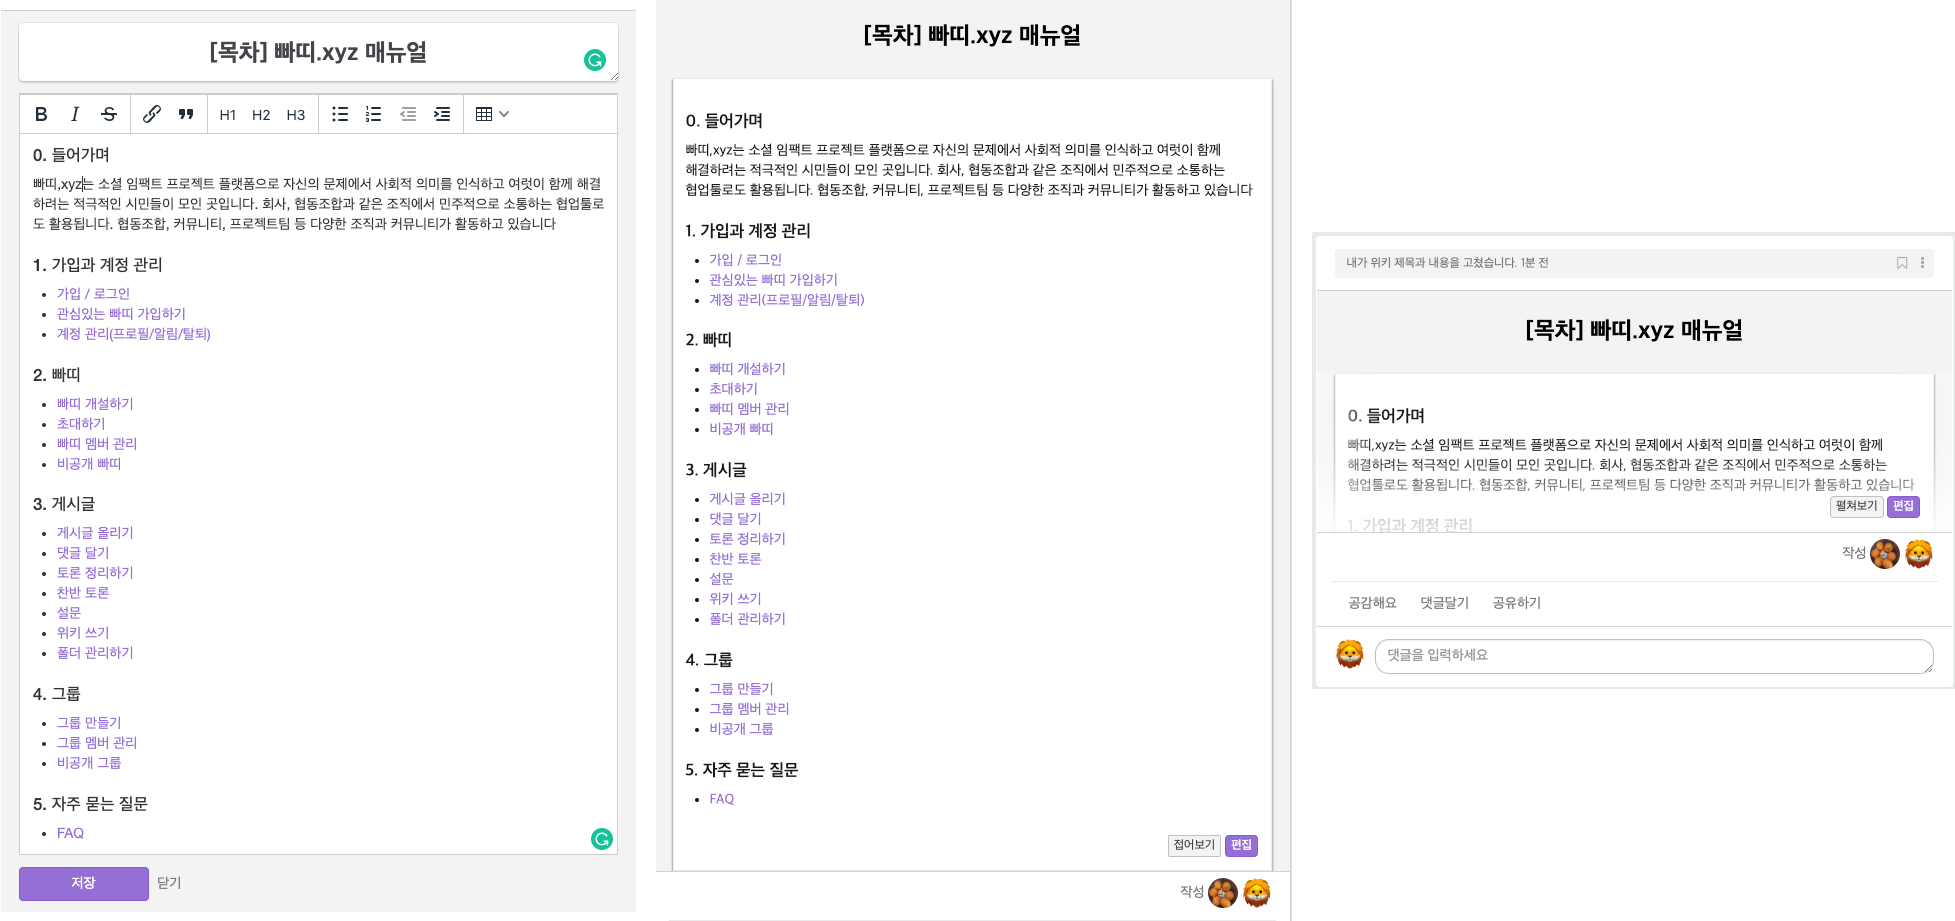 [목차] 빠띠.xyz 매뉴얼
B I S H1 H2 H3
0. 들어가며
빠띠,xyz는 소셜 임팩트 프로젝트 플랫폼으로 자신의 문제에서 사회적 의미를 인식하고 여럿이 함께 해결
하려는 적극적인 시민들이 모인 곳입니다. 회사, 협동조합과 같은 조직에서 민주적으로 소통하는 협업툴로
도 활용됩니다. 협동조합, 커뮤니티, 프로젝트팀 등 다양한 조직과 커뮤니티가 활동하고 있습니다
1. 가입과 계정 관리
가입 / 로그인
관심있는 빠띠 가입하기
계정 관리(프로필/알림/탈퇴)
2. 빠띠
빠띠 개설하기
초대하기
빠띠 멤버 관리
비공개 빠띠
3. 게시글
게시글 올리기
댓글 달기
토론 정리하기
찬반 토론
설문
위키 쓰기
폴더 관리하기
4. 그룹
그룹 만들기
그룹 멤버 관리
비공개 그룹
5. 자주 묻는 질문
FAQ
저장 닫기
[목차] 빠띠.xyz 매뉴얼
0. 들어가며
빠띠,xyz는 소셜 임팩트 프로젝트 플랫폼으로 자신의 문제에서 사회적 의미를 인식하고 여럿이 함께
해결하려는 적극적인 시민들이 모인 곳입니다. 회사, 협동조합과 같은 조직에서 민주적으로 소통하는
협업툴로도 활용됩니다. 협동조합, 커뮤니티, 프로젝트팀 등 다양한 조직과 커뮤니티가 활동하고 있습니다
1. 가입과 계정 관리
가입 / 로그인
관심있는 빠띠 가입하기
계정 관리(프로필/알림/탈퇴)
2. 빠띠
빠띠 개설하기
초대하기
빠띠 멤버 관리
비공개 빠띠
3. 게시글
게시글 올리기
댓글 달기
토론 정리하기
찬반 토론
설문
위키 쓰기
폴더 관리하기
4. 그룹
그룹 만들기
그룹 멤버 관리
비공개 그룹
5. 자주 묻는 질문
FAQ
접어보기 편집
작성
내가 위키 제목과 내용을 고쳤습니다. 1분 전
[목차] 빠띠.xyz 매뉴얼
0. 들어가며
빠띠,xyz는 소셜 임팩트 프로젝트 플랫폼으로 자신의 문제에서 사회적 의미를 인식하고 여럿이 함께
해결하려는 적극적인 시민들이 모인 곳입니다. 회사, 협동조합과 같은 조직에서 민주적으로 소통하는
협업툴로도 활용됩니다. 협동조합, 커뮤니티, 프로젝트팀 등 다양한 조직과 커뮤니티가 활동하고 있습니다
펼쳐보기 편집
1. 가입과 계정 관리
작성
공감해요 댓글달기 공유하기
댓글을 입력하세요